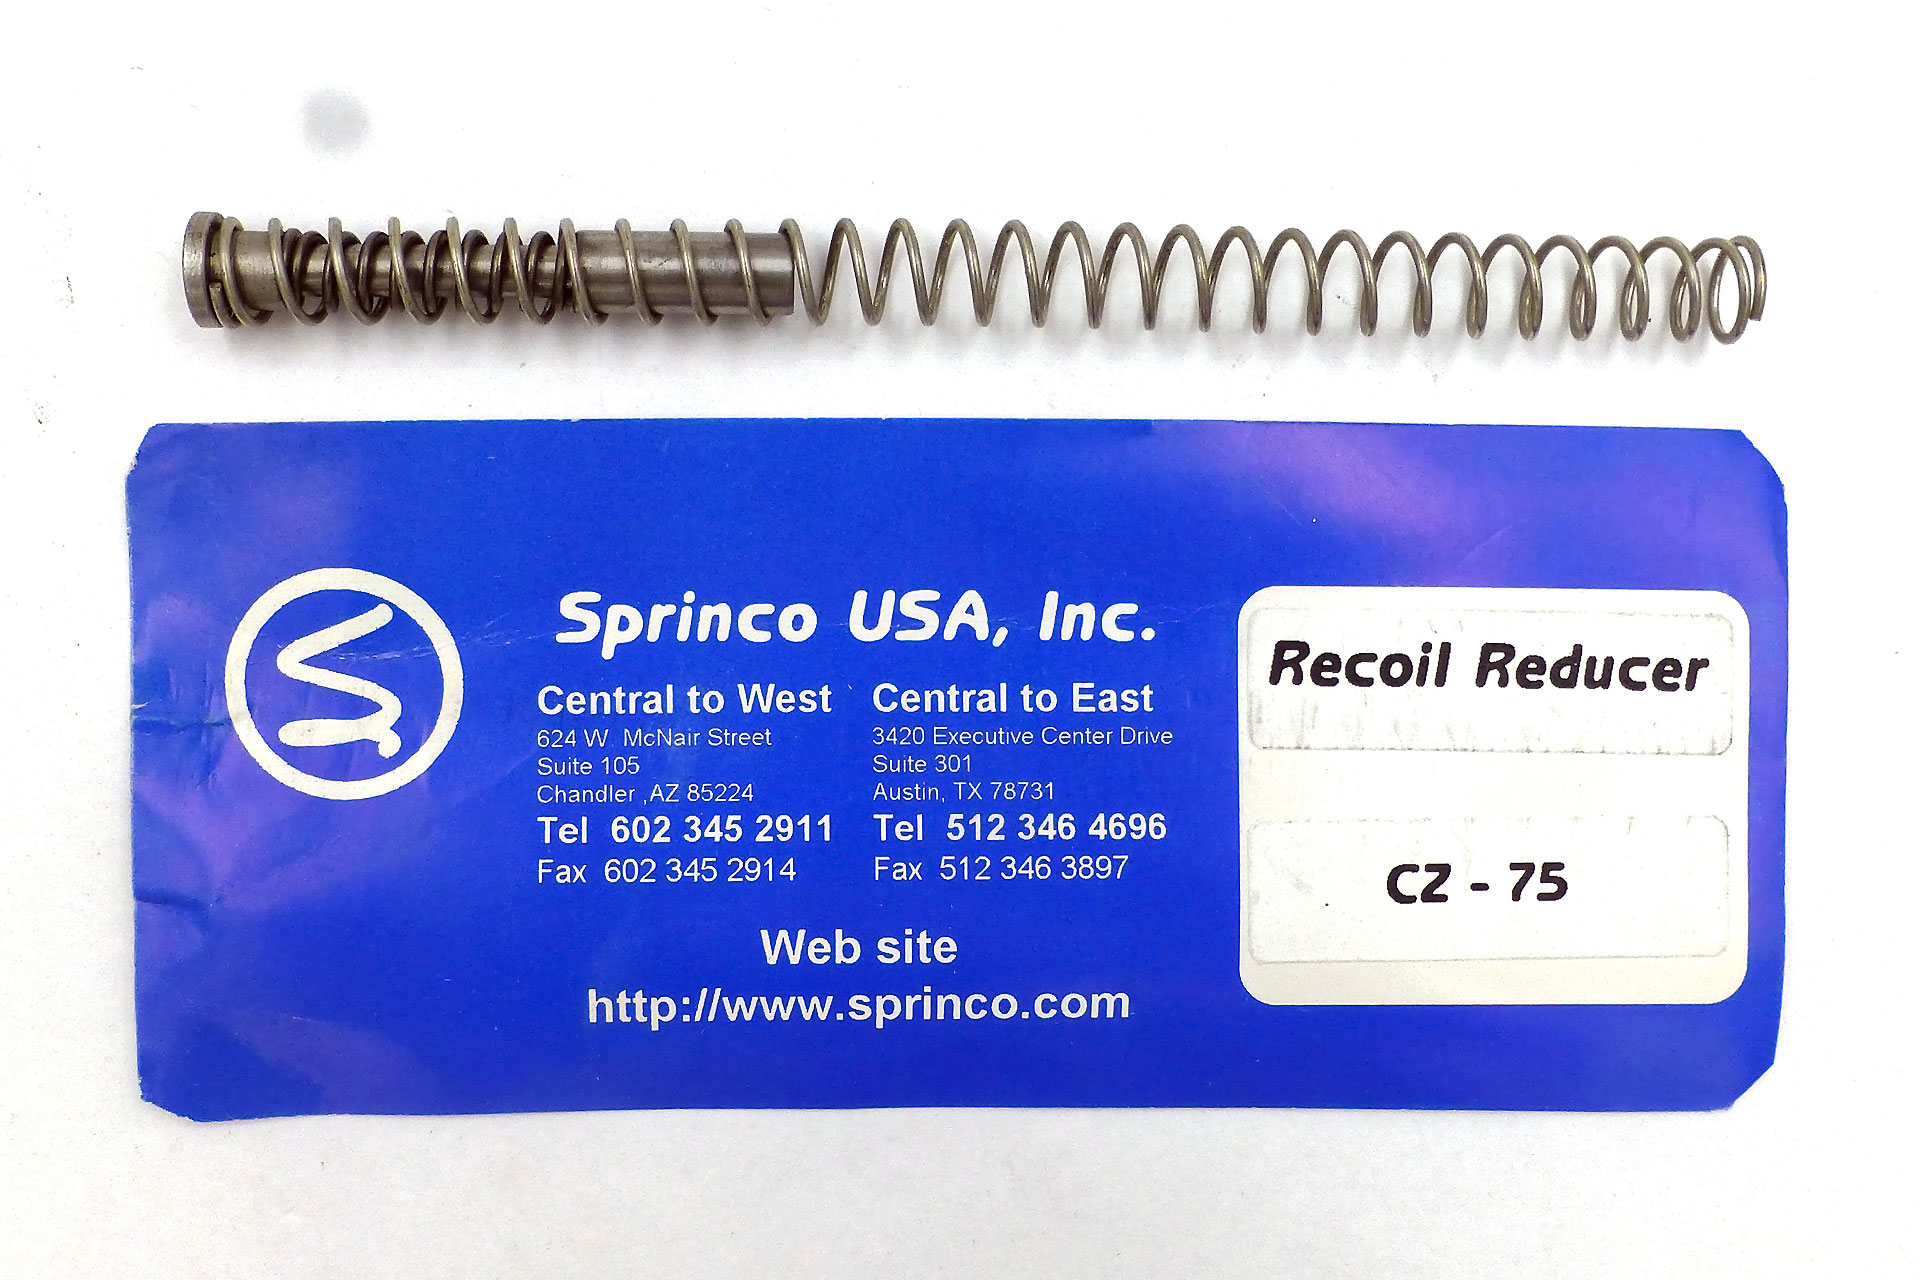 Sprinco USA, Inc.
Central to West
624 W. McNair Street
Suite 105
Chandler ,AZ 85224
Tel 602 345 2911
Fax 602 345 2914
Central to East
3420 Executive Center Drive
Suite 301
Austin, TX 78731
Tel 512 346 4696
Fax 512 346 3897
Web site
http://www.sprinco.com
Recoil Reducer
CZ - 75